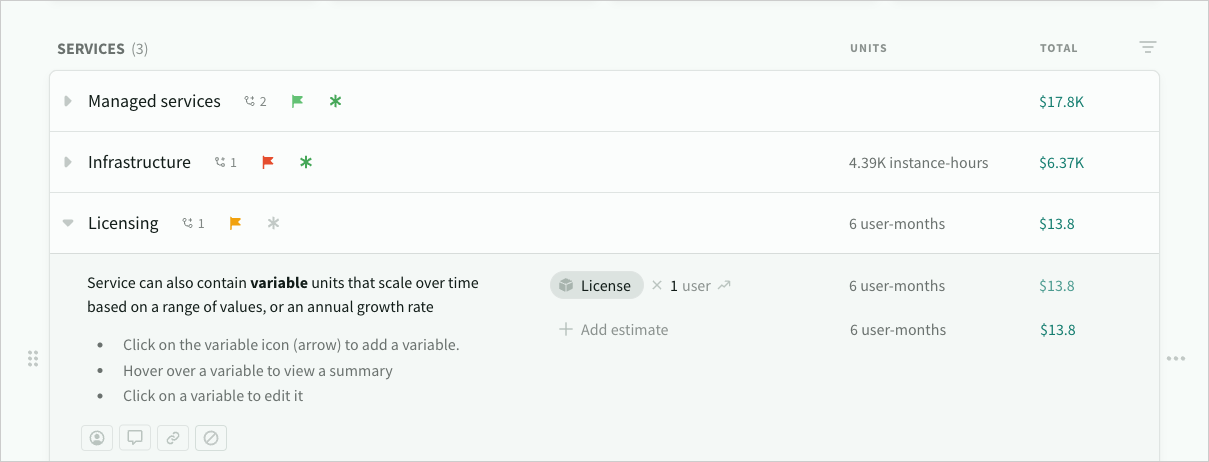 SERVICES (3) UNITS TOTAL
Managed services 2 $17.8K
Infrastructure 1 4.39K instance-hours $6.37K
Licensing 1 6 user-months $13.8
Service can also contain variable units that scale over time
based on a range of values, or an annual growth rate
• Click on the variable icon (arrow) to add a variable.
• Hover over a variable to view a summary
• Click on a variable to edit it
License × 1 user 6 user-months $13.8
+ Add estimate 6 user-months $13.8